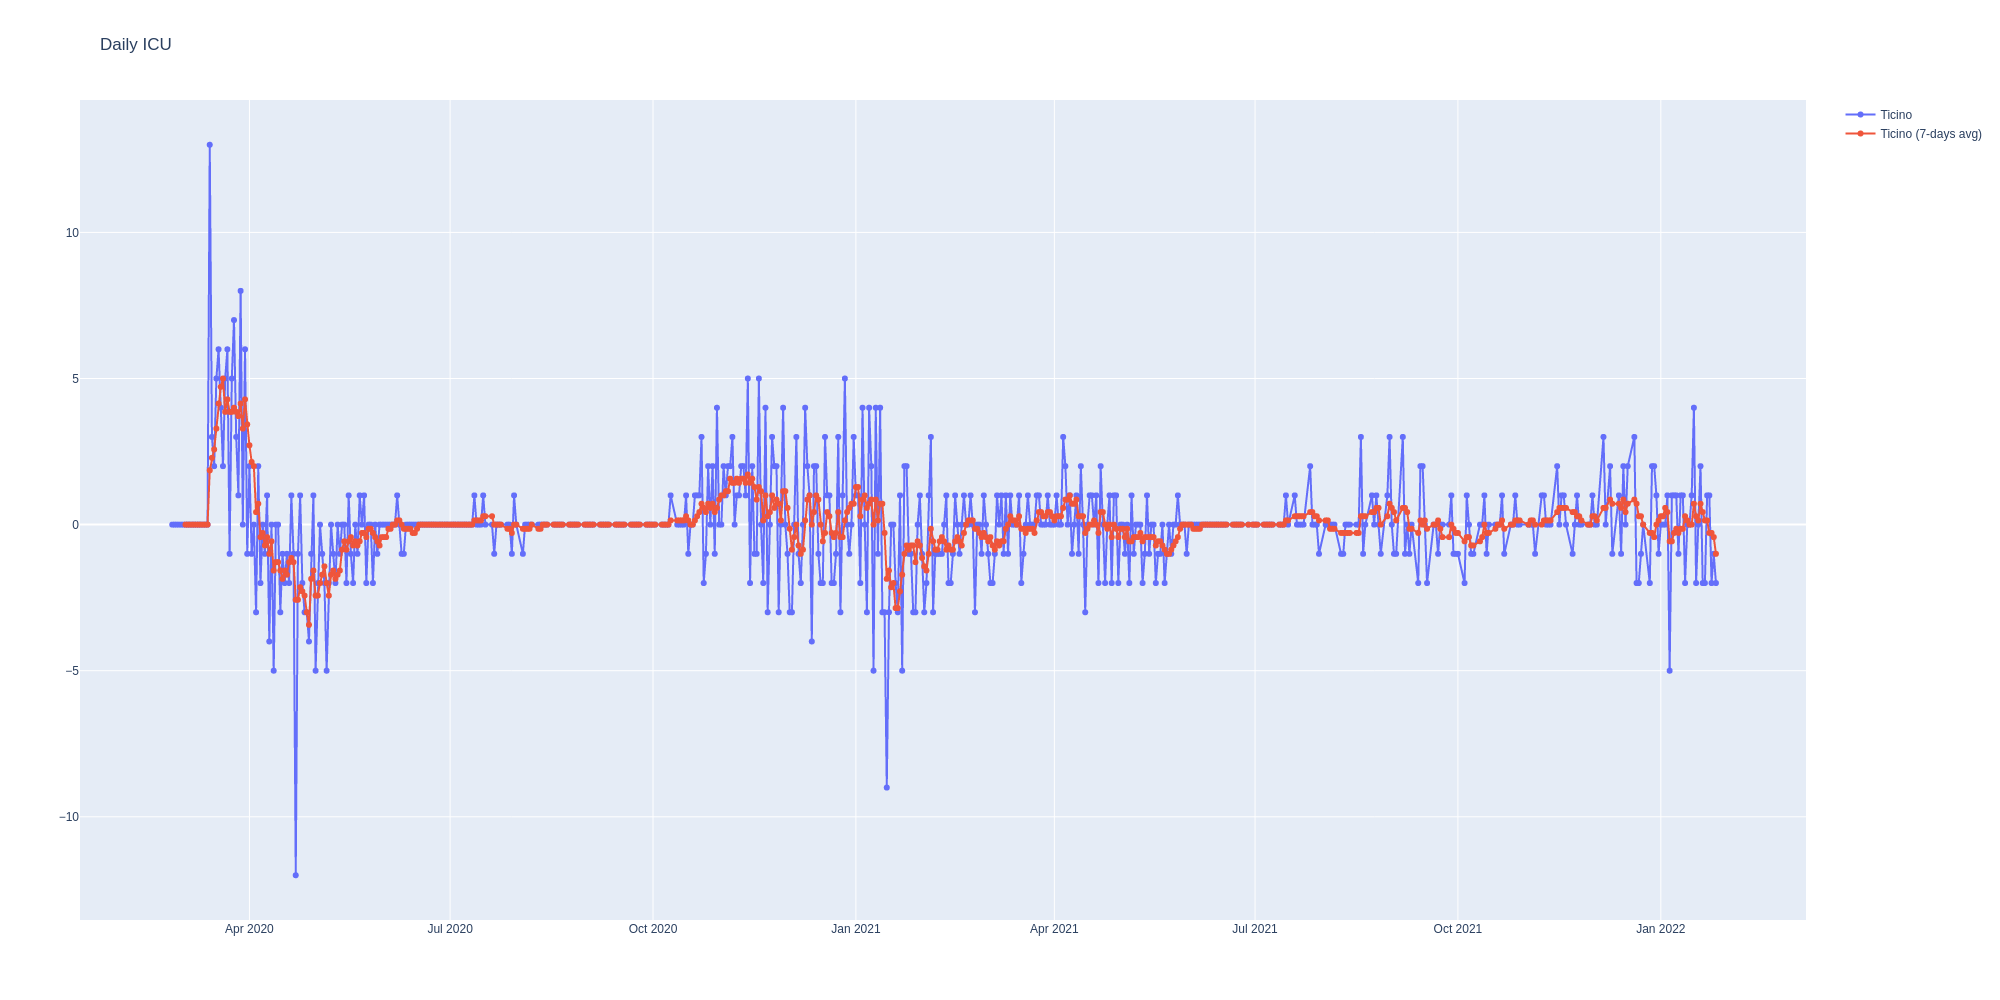 Daily ICU
Ticino
Ticino (7-days avg)
10
5
0
−5
−10
Apr 2020
Jul 2020
Oct 2020
Jan 2021
Apr 2021
Jul 2021
Oct 2021
Jan 2022